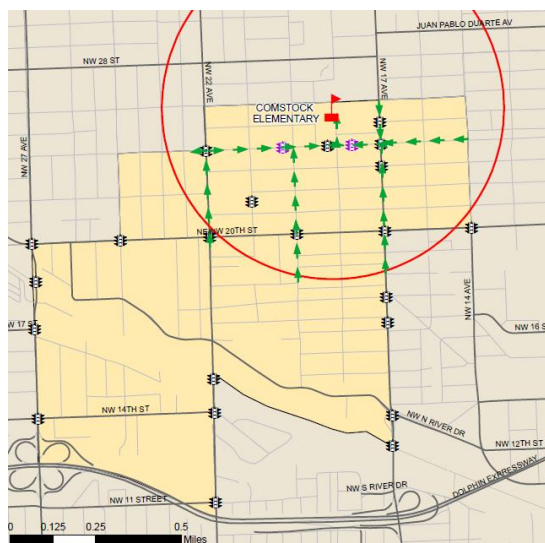 JUAN PABLO DUARTE AV
NW 28 ST
NW 22 AVE
NW 17 AVE
COMSTOCK
ELEMENTARY
NW 27 AVE
NW 20TH ST
NW 14 AVE
NW 17 ST
NW 16 S
NW 14TH ST
NW N RIVER DR
NW 12TH ST
NW S RIVER DR
DOLPHIN EXPRESSWAY
NW 11 STREET
0 0.125 0.25 0.5
Miles